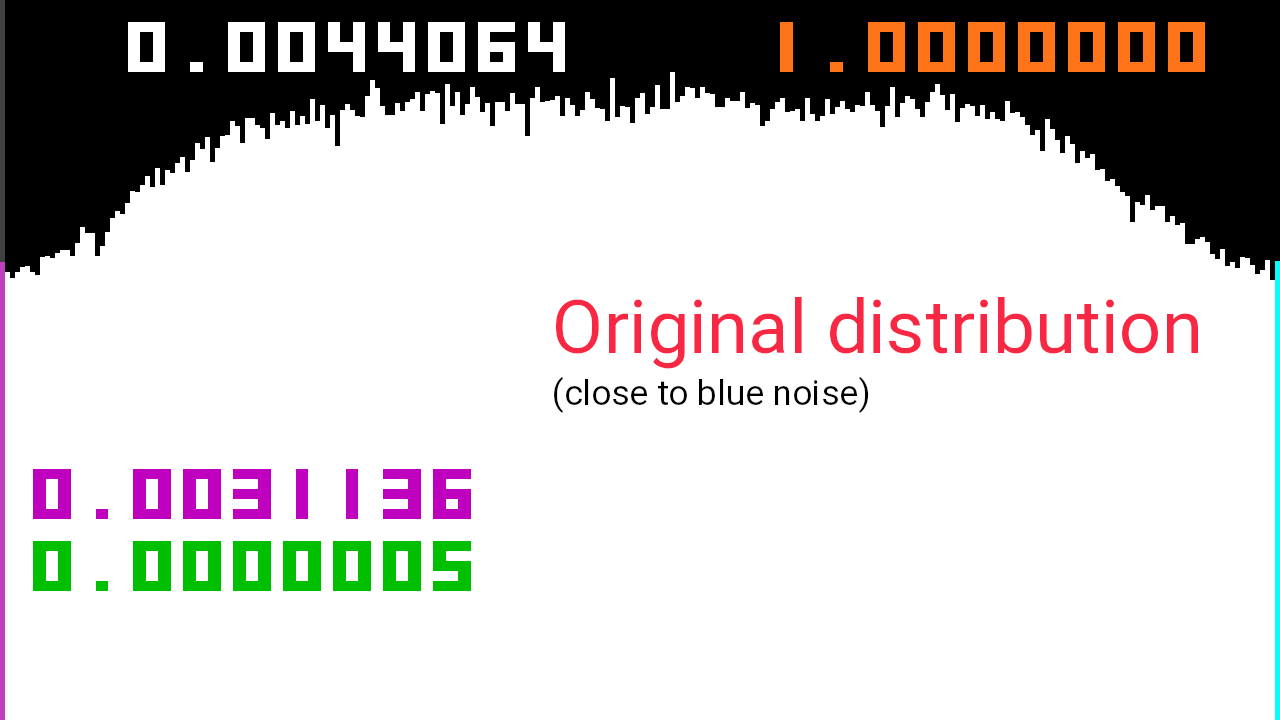 0.0044064 1.0000000
Original distribution
(close to blue noise)
0.0031136
0.0000005